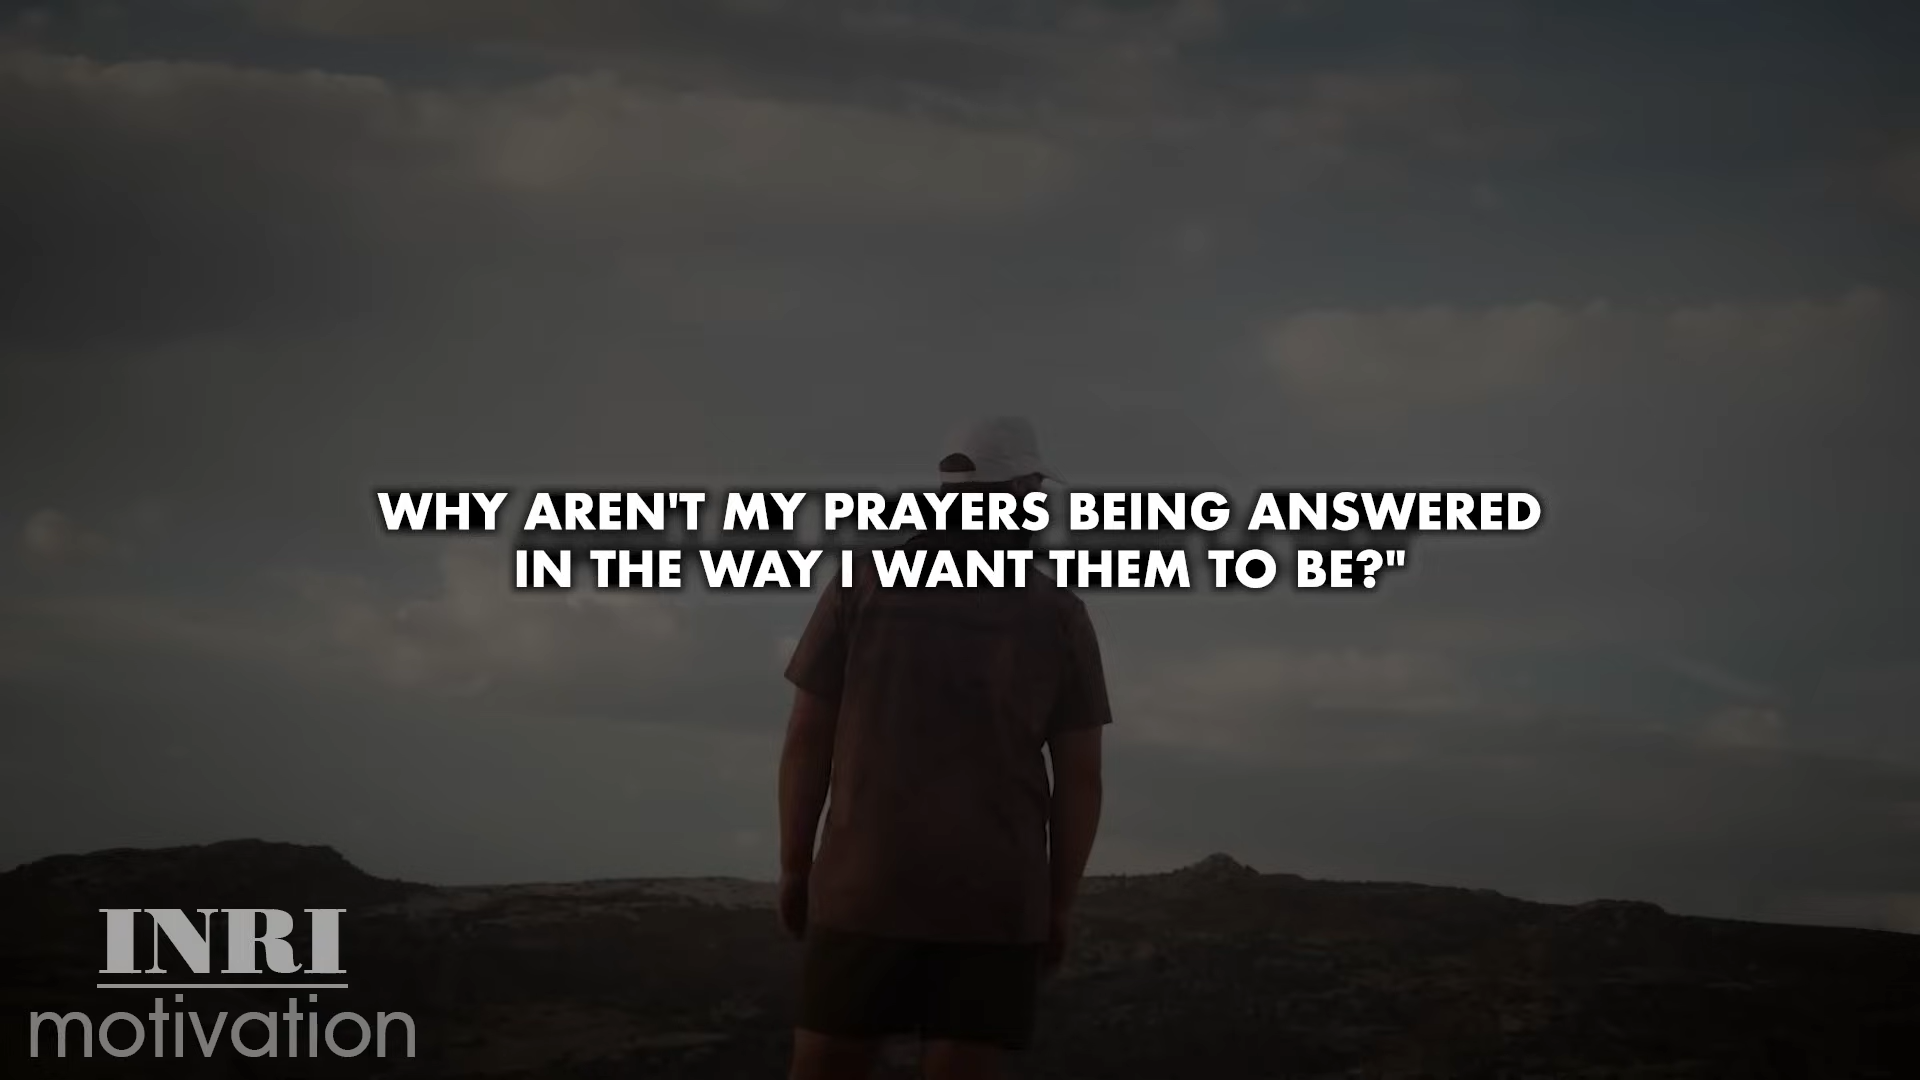 WHY AREN'T MY PRAYERS BEING ANSWERED
IN THE WAY I WANT THEM TO BE?"
INRI
motivation